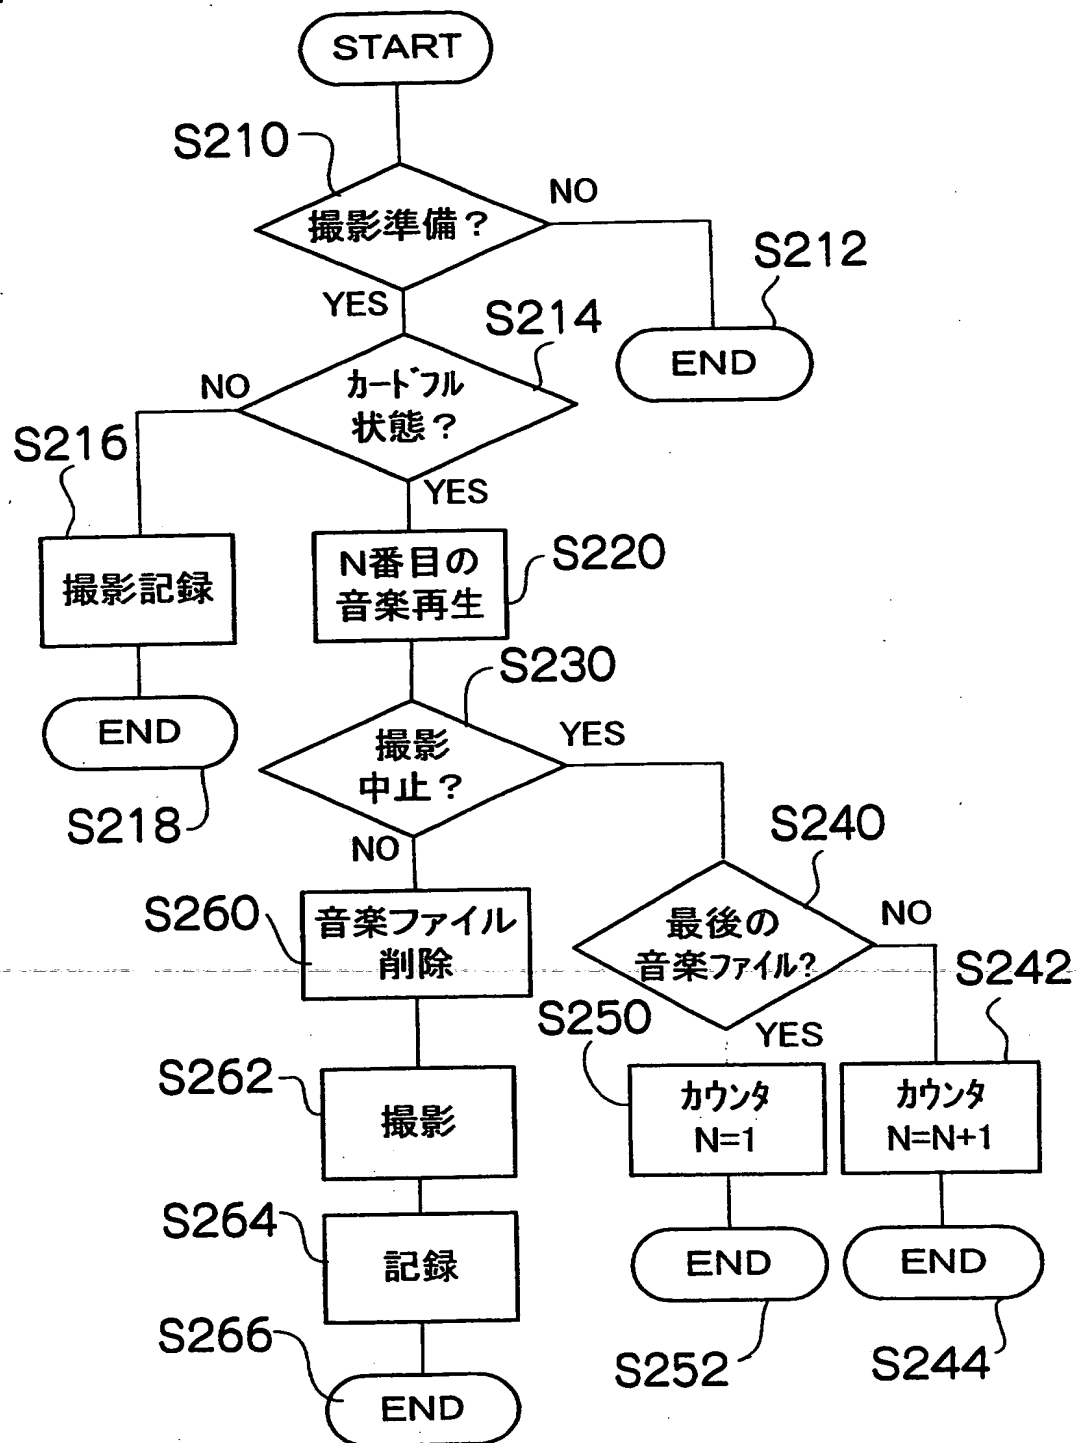 START
S210
撮影準備?
NO
S212
END
YES
S214
カードフル
状態?
NO
S216
YES
撮影記録
N番目の
音楽再生
S220
END
S218
S230
撮影
中止?
YES
NO
S240
S260
音楽ファイル
削除
最後の
音楽ファイル?
NO
S242
S250
YES
S262
撮影
カウンタ
N=1
カウンタ
N=N+1
S264
記録
END
END
S266
S252
S244
END